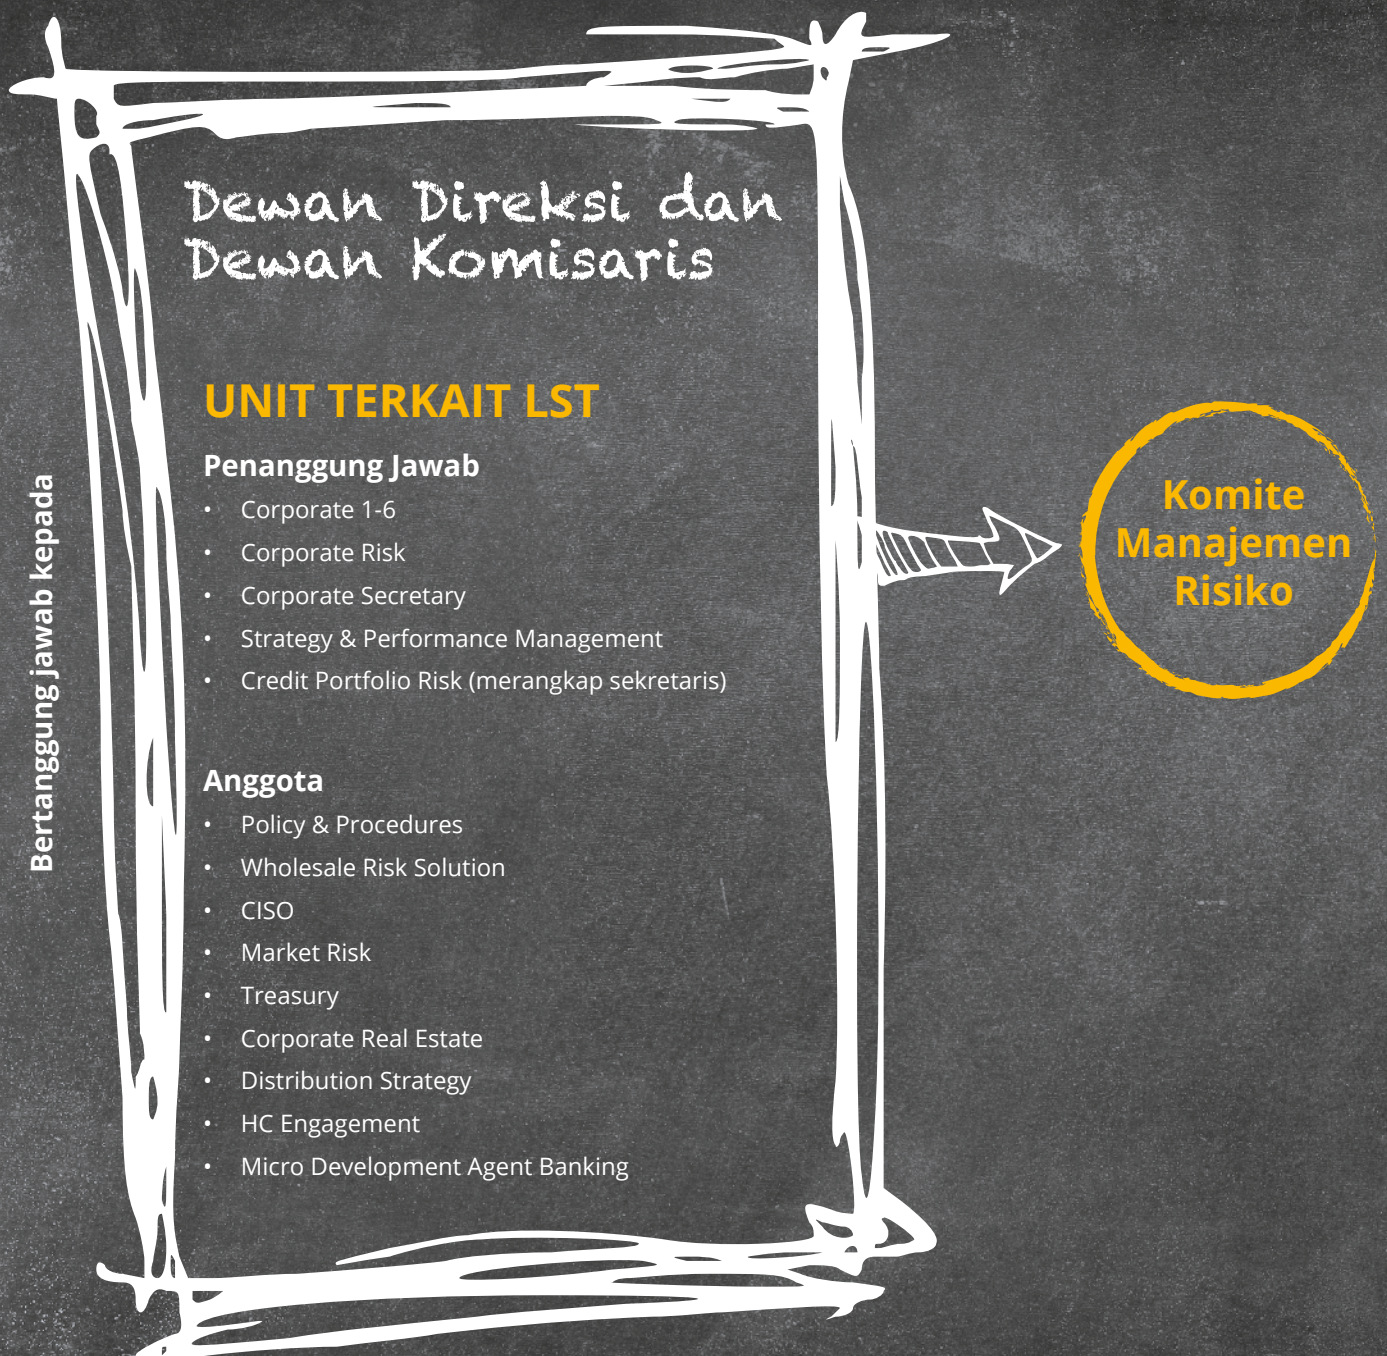 Dewan Direksi dan
Dewan Komisaris
UNIT TERKAIT LST
Penanggung Jawab
• Corporate 1-6
• Corporate Risk
• Corporate Secretary
• Strategy & Performance Management
• Credit Portfolio Risk (merangkap sekretaris)
Anggota
• Policy & Procedures
• Wholesale Risk Solution
• CISO
• Market Risk
• Treasury
• Corporate Real Estate
• Distribution Strategy
• HC Engagement
• Micro Development Agent Banking
Bertanggung jawab kepada
Komite
Manajemen
Risiko